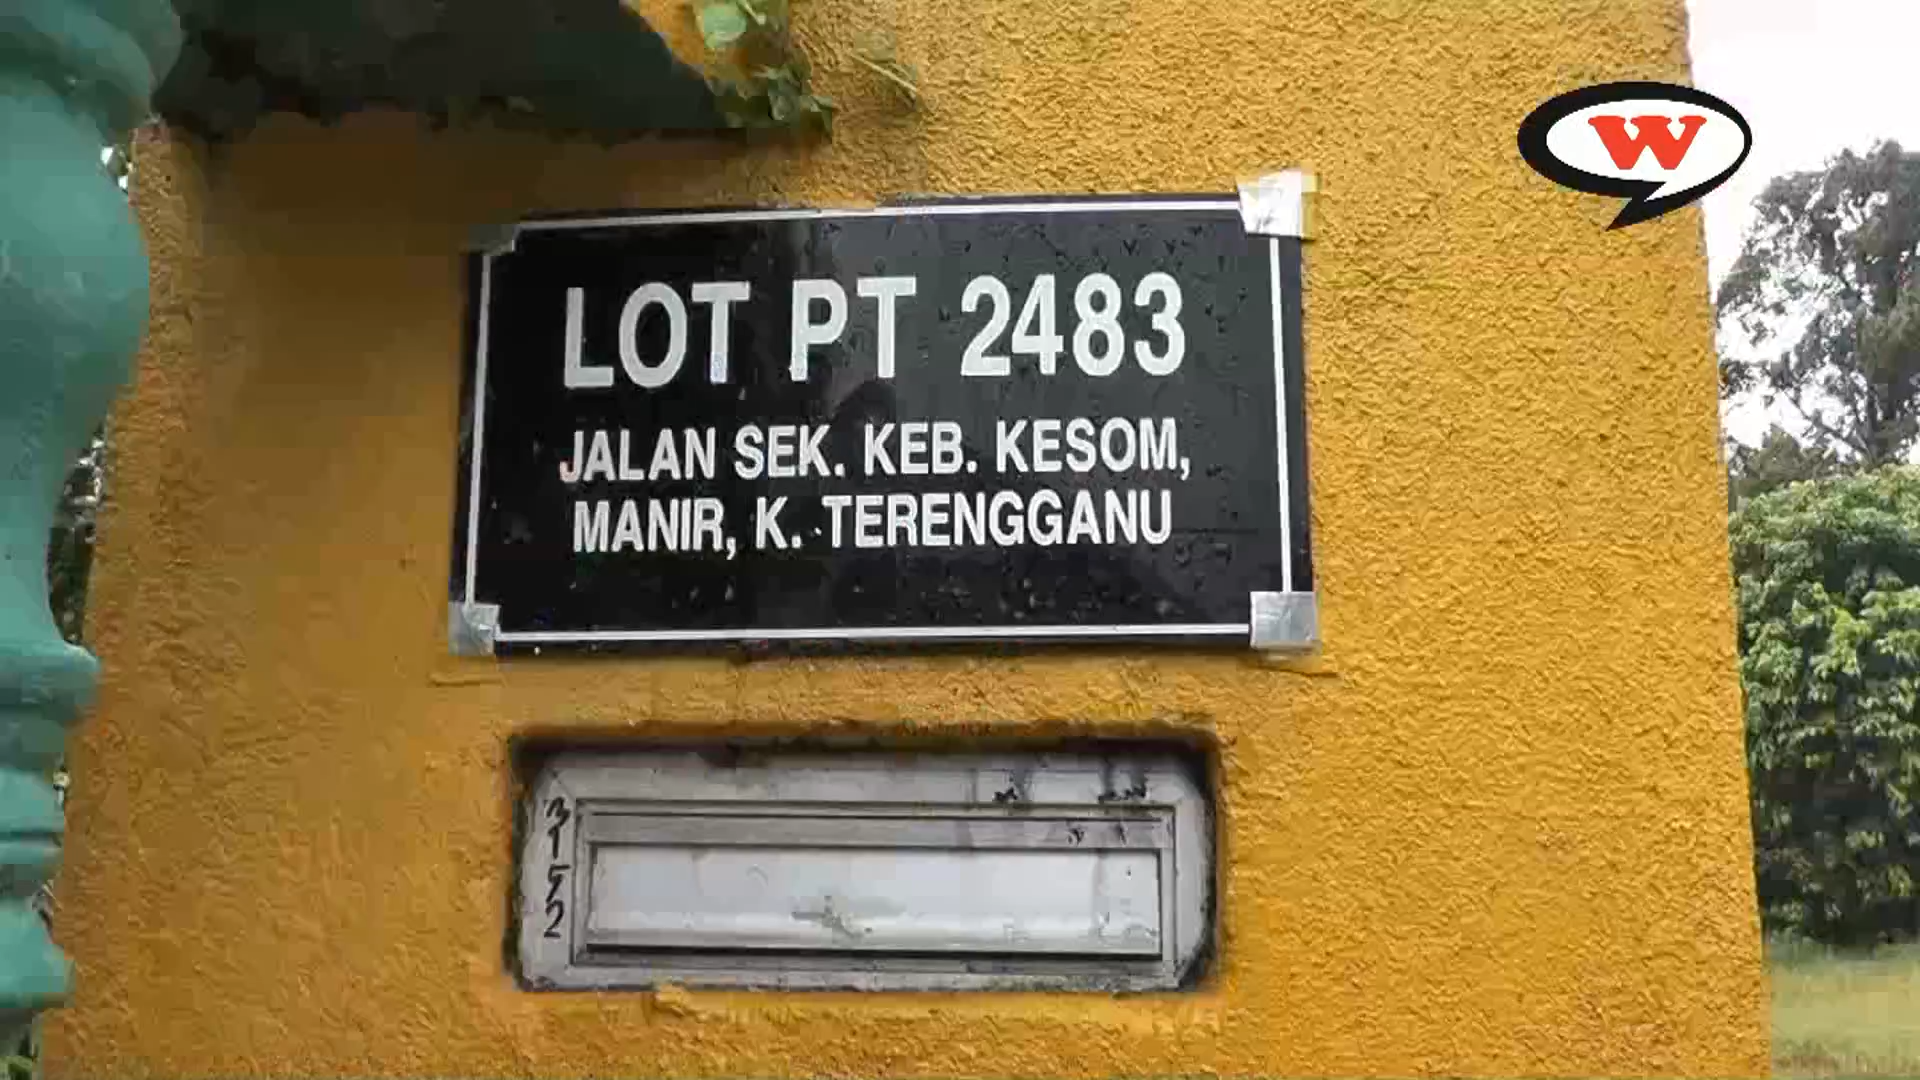 W
LOT PT 2483
JALAN SEK. KEB. KESOM,
MANIR, K. TERENGGANU
3152